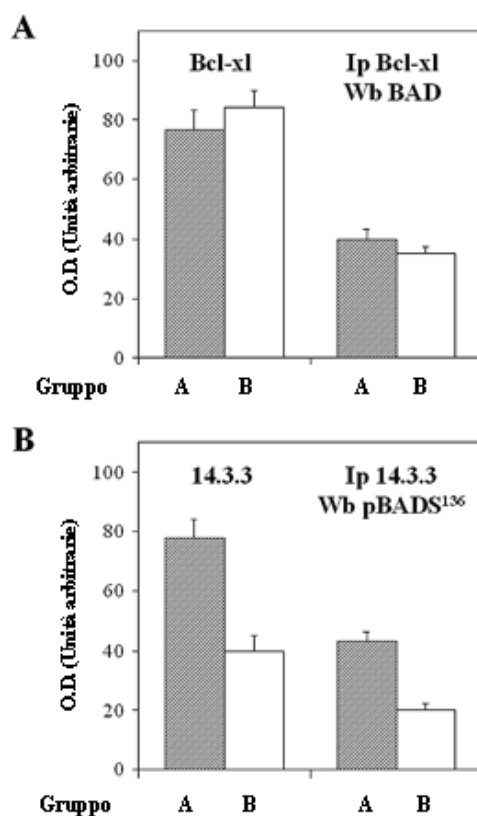 A
Bcl-xl Ip Bcl-xl
Wb BAD
100
80
60
40
20
0
O.D. (Unità arbitrarie)
Gruppo A B A B
B
14.3.3 Ip 14.3.3
Wb pBADS¹³⁶
100
80
60
40
20
0
O.D. (Unità arbitrarie)
Gruppo A B A B